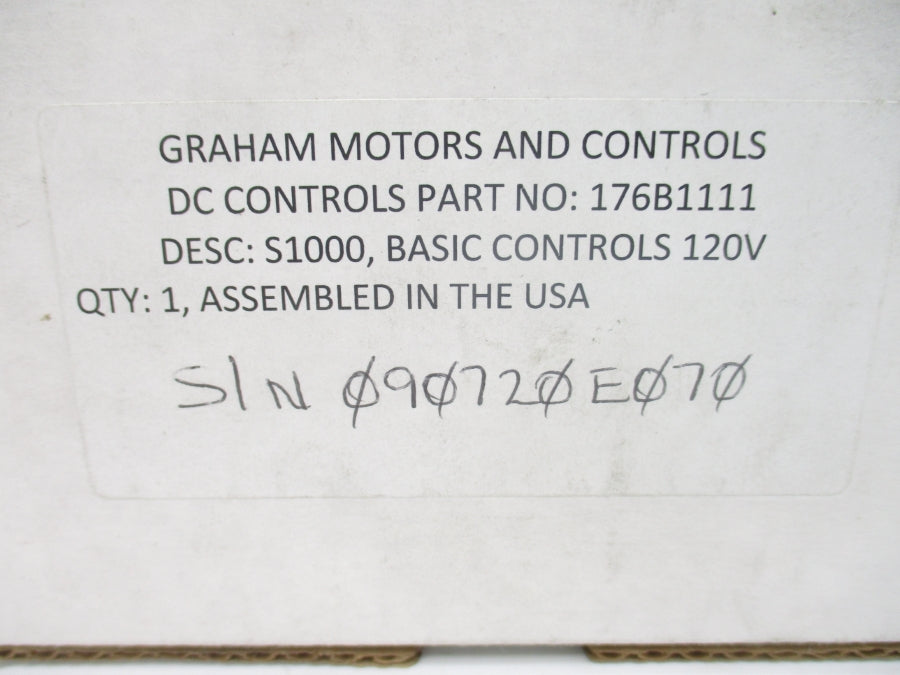 GRAHAM MOTORS AND CONTROLS
DC CONTROLS PART NO: 176B1111
DESC: S1000, BASIC CONTROLS 120V
QTY: 1, ASSEMBLED IN THE USA
S/N 090720E070